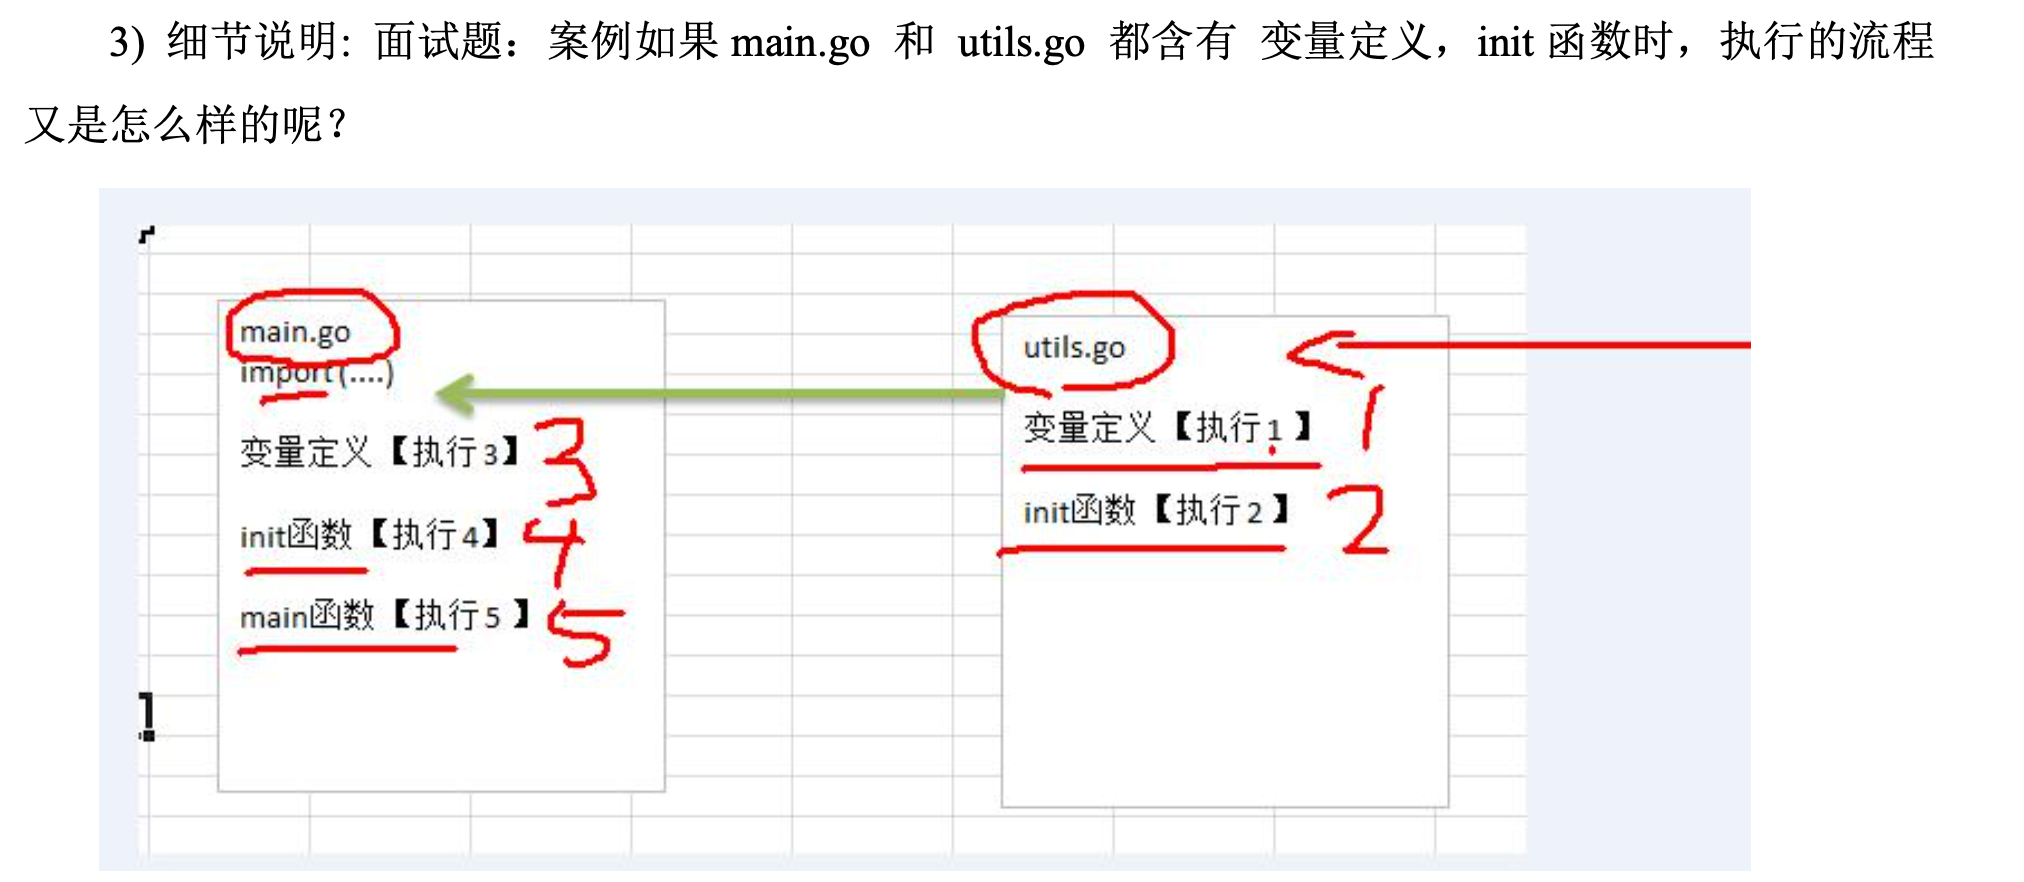 3) 细节说明: 面试题：案例如果 main.go 和 utils.go 都含有 变量定义，init 函数时，执行的流程
又是怎么样的呢？
main.go
import(....)
变量定义【执行3】 3
init函数【执行4】 4
main函数【执行5 】 5
utils.go
变量定义【执行1 】 1
init函数【执行2 】 2